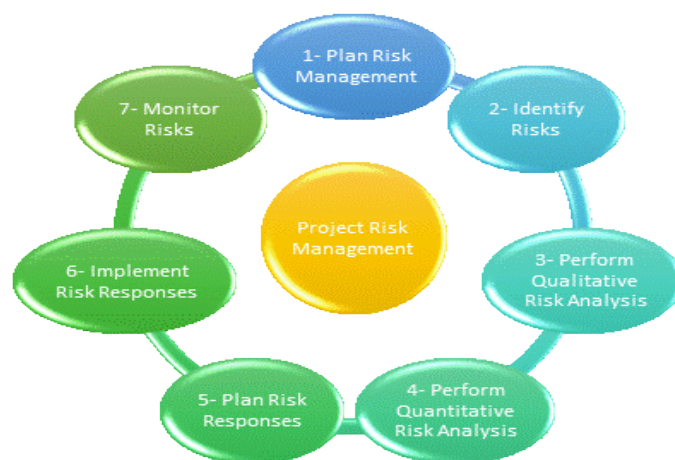 1- Plan Risk
Management
2- Identify
Risks
3- Perform
Qualitative
Risk Analysis
4- Perform
Quantitative
Risk Analysis
5- Plan Risk
Responses
6- Implement
Risk Responses
7- Monitor
Risks
Project Risk
Management